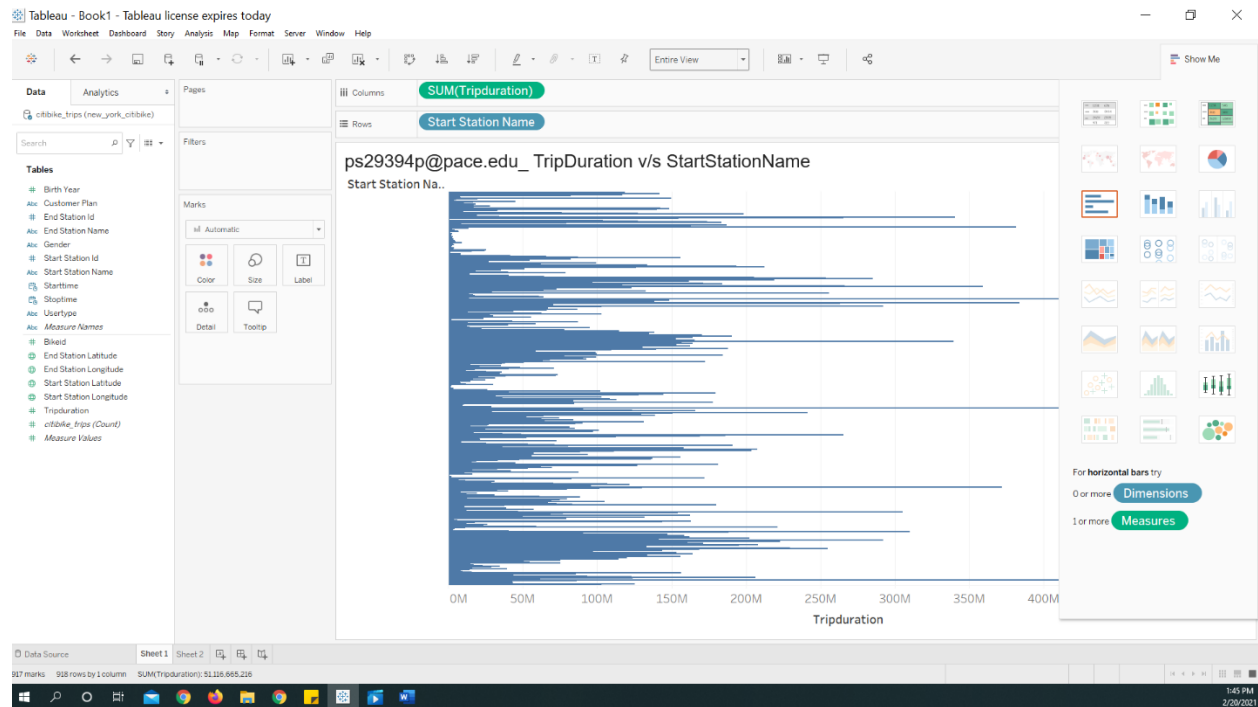 Tableau - Book1 - Tableau license expires today
File Data Worksheet Dashboard Story Analysis Map Format Server Window Help
Entire View
Show Me
Data Analytics
citibike_trips (new_york_citibike)
Search
Tables
Birth Year
Abc Customer Plan
End Station Id
Abc End Station Name
Abc Gender
Start Station Id
Abc Start Station Name
Starttime
Stoptime
Abc Usertype
Abc Measure Names
Bikeid
End Station Latitude
End Station Longitude
Start Station Latitude
Start Station Longitude
Tripduration
citibike_trips (Count)
Measure Values
Pages
Filters
Marks
Automatic
Color Size Label
Detail Tooltip
Columns SUM(Tripduration)
Rows Start Station Name
ps29394p@pace.edu_ TripDuration v/s StartStationName
Start Station Na..
0M 50M 100M 150M 200M 250M 300M 350M 400M
Tripduration
For horizontal bars try
0 or more Dimensions
1 or more Measures
Data Source Sheet 1 Sheet 2
917 marks 918 rows by 1 column SUM(Tripduration): 51,116,665,216
1:45 PM
2/20/2021